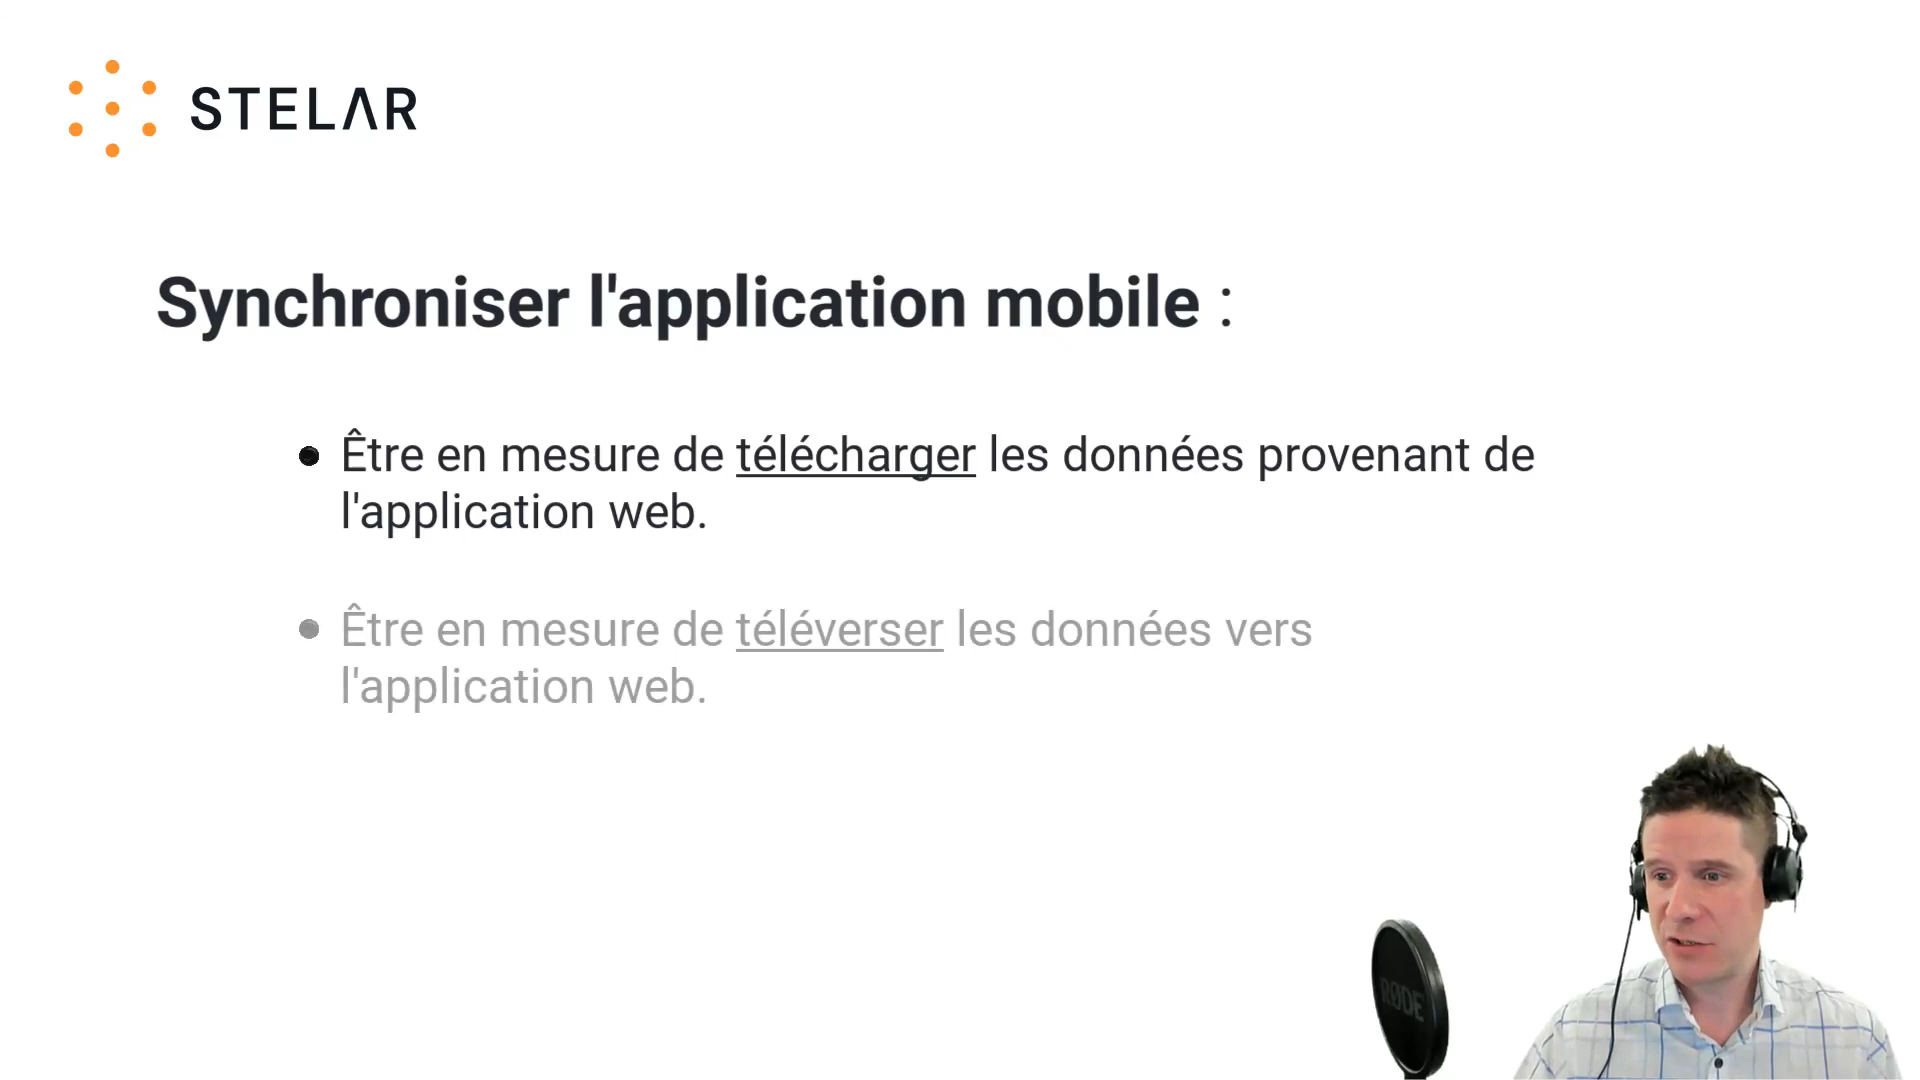 STELAR
Synchroniser l'application mobile :
Être en mesure de télécharger les données provenant de
l'application web.
Être en mesure de téléverser les données vers
l'application web.
RØDE